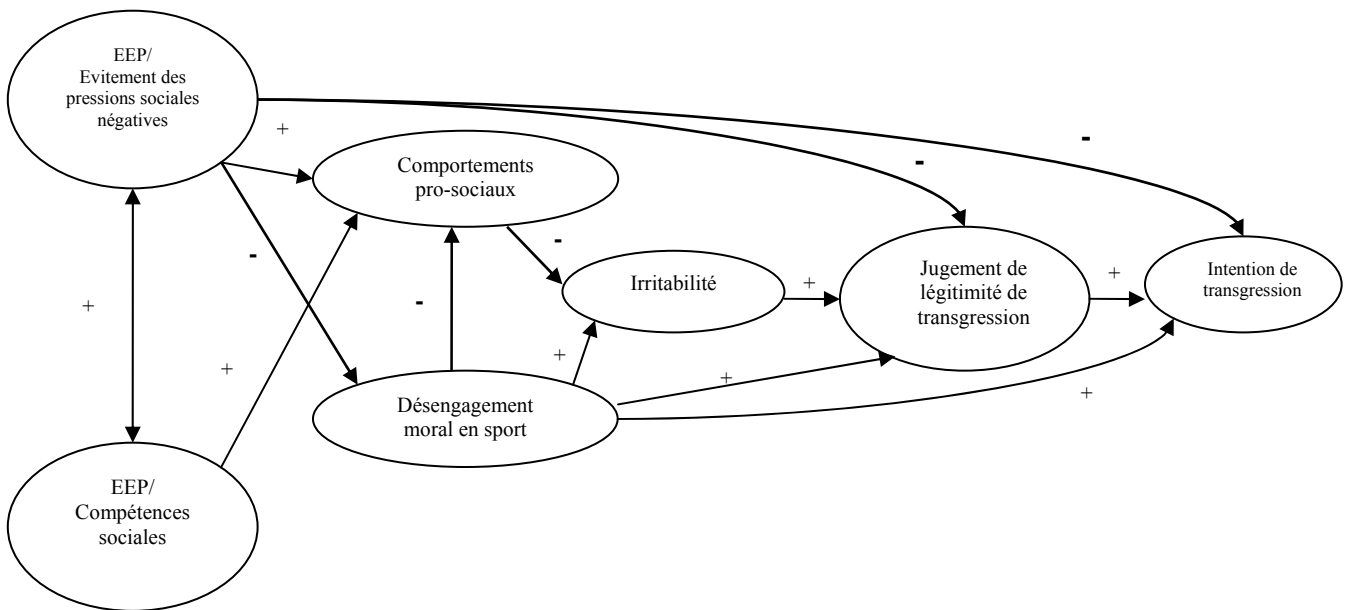 EEP/
Evitement des
pressions sociales
négatives
+
-
-
Comportements
pro-sociaux
-
-
+
Irritabilité
+
Jugement de
légitimité de
transgression
+
Intention de
transgression
-
+
+
+
+
Désengagement
moral en sport
EEP/
Compétences
sociales